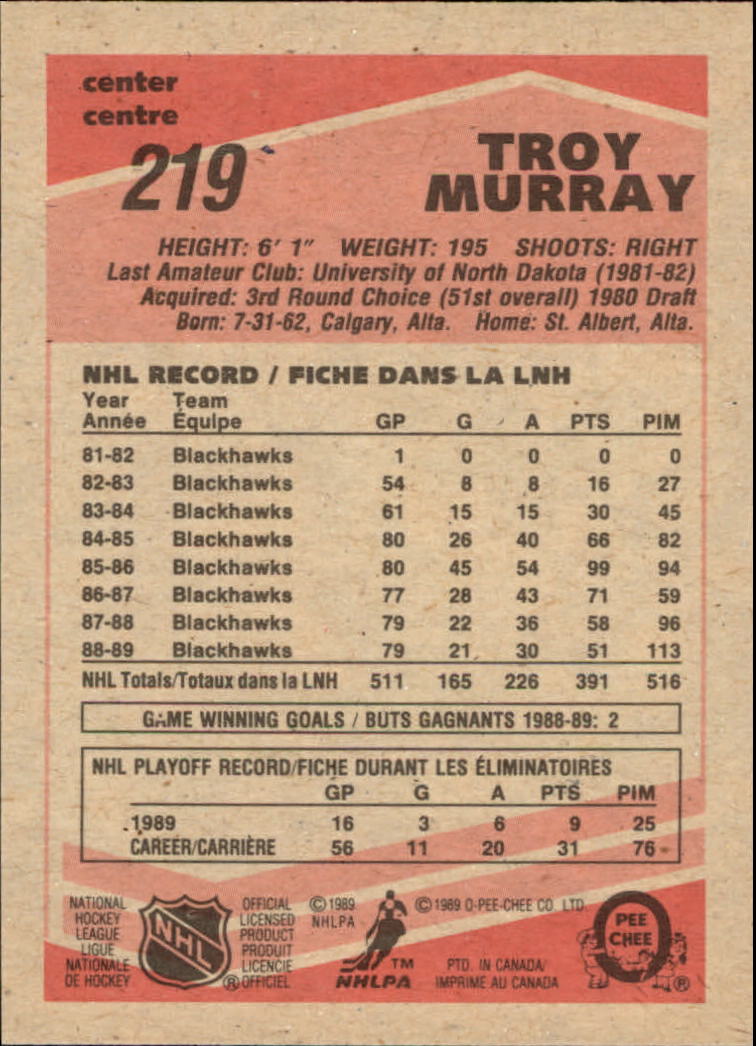 center
centre
219
TROY
MURRAY
HEIGHT: 6' 1" WEIGHT: 195 SHOOTS: RIGHT
Last Amateur Club: University of North Dakota (1981-82)
Acquired: 3rd Round Choice (51st overall) 1980 Draft
Born: 7-31-62, Calgary, Alta. Home: St. Albert, Alta.
NHL RECORD / FICHE DANS LA LNH
Year Team
Année Équipe GP G A PTS PIM
81-82 Blackhawks 1 0 0 0 0
82-83 Blackhawks 54 8 8 16 27
83-84 Blackhawks 61 15 15 30 45
84-85 Blackhawks 80 26 40 66 82
85-86 Blackhawks 80 45 54 99 94
86-87 Blackhawks 77 28 43 71 59
87-88 Blackhawks 79 22 36 58 96
88-89 Blackhawks 79 21 30 51 113
NHL Totals/Totaux dans la LNH 511 165 226 391 516
GAME WINNING GOALS / BUTS GAGNANTS 1988-89: 2
NHL PLAYOFF RECORD/FICHE DURANT LES ÉLIMINATOIRES
GP G A PTS PIM
1989 16 3 6 9 25
CAREER/CARRIÈRE 56 11 20 31 76
NATIONAL
HOCKEY
LEAGUE
LIGUE
NATIONALE
DE HOCKEY
NHL
®
OFFICIAL
LICENSED
PRODUCT
PRODUIT
LICENCIE
OFFICIEL
©1989
NHLPA
TM
NHLPA
©1989 O-PEE-CHEE CO. LTD.
PTD. IN CANADA/
IMPRIME AU CANADA
O
PEE
CHEE
®